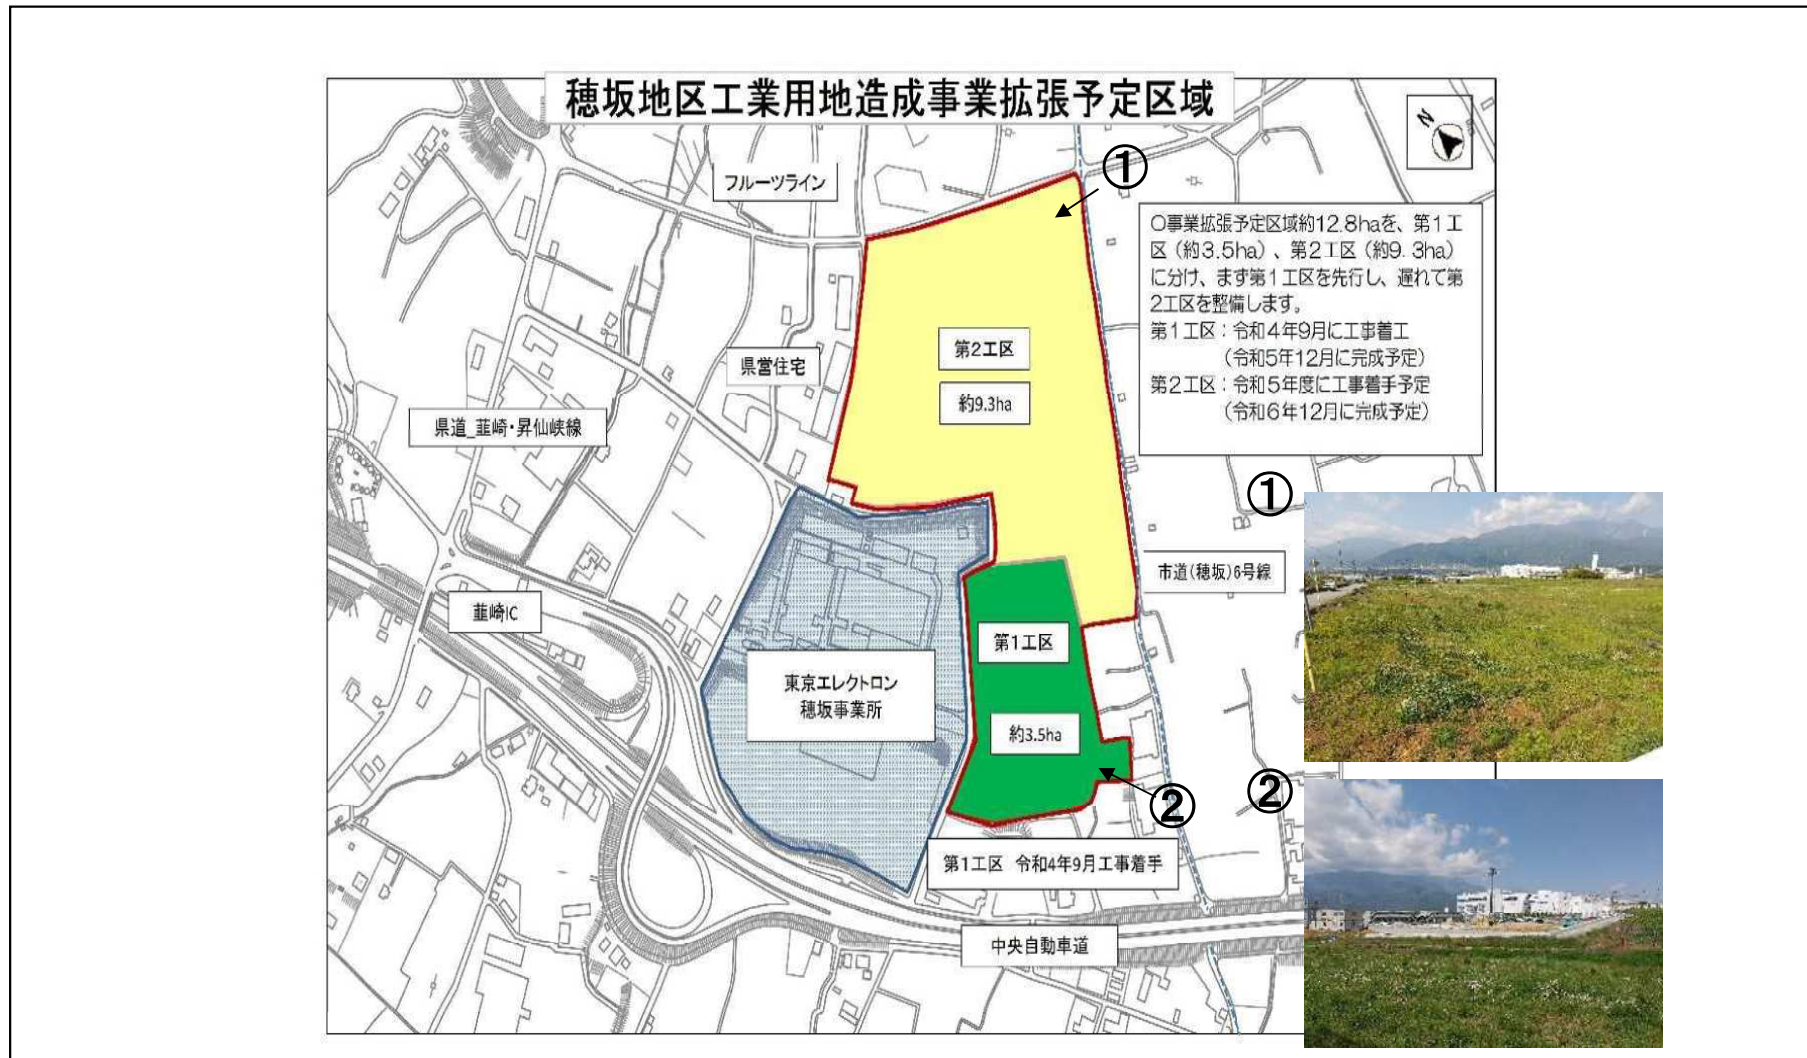 穂坂地区工業用地造成事業拡張予定区域
N
①
フルーツライン
〇事業拡張予定区域約12.8haを、第1工
区（約3.5ha）、第2工区（約9.3ha）
に分け、まず第1工区を先行し、遅れて第
2工区を整備します。
第1工区：令和4年9月に工事着工
（令和5年12月に完成予定）
第2工区：令和5年度に工事着手予定
（令和6年12月に完成予定）
第2工区
約9.3ha
県営住宅
県道_韮崎・昇仙峡線
①
市道(穂坂)6号線
韮崎IC
第1工区
東京エレクトロン
穂坂事業所
約3.5ha
②
②
第1工区 令和4年9月工事着手
中央自動車道